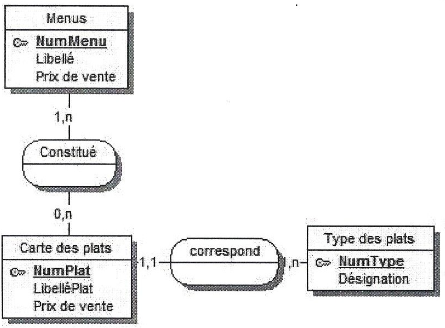 Menus
NumMenu
Libellé
Prix de vente
1,n
Constitué
0,n
Carte des plats
NumPlat
LibelléPlat
Prix de vente
1,1
correspond
1,n
Type des plats
NumType
Désignation